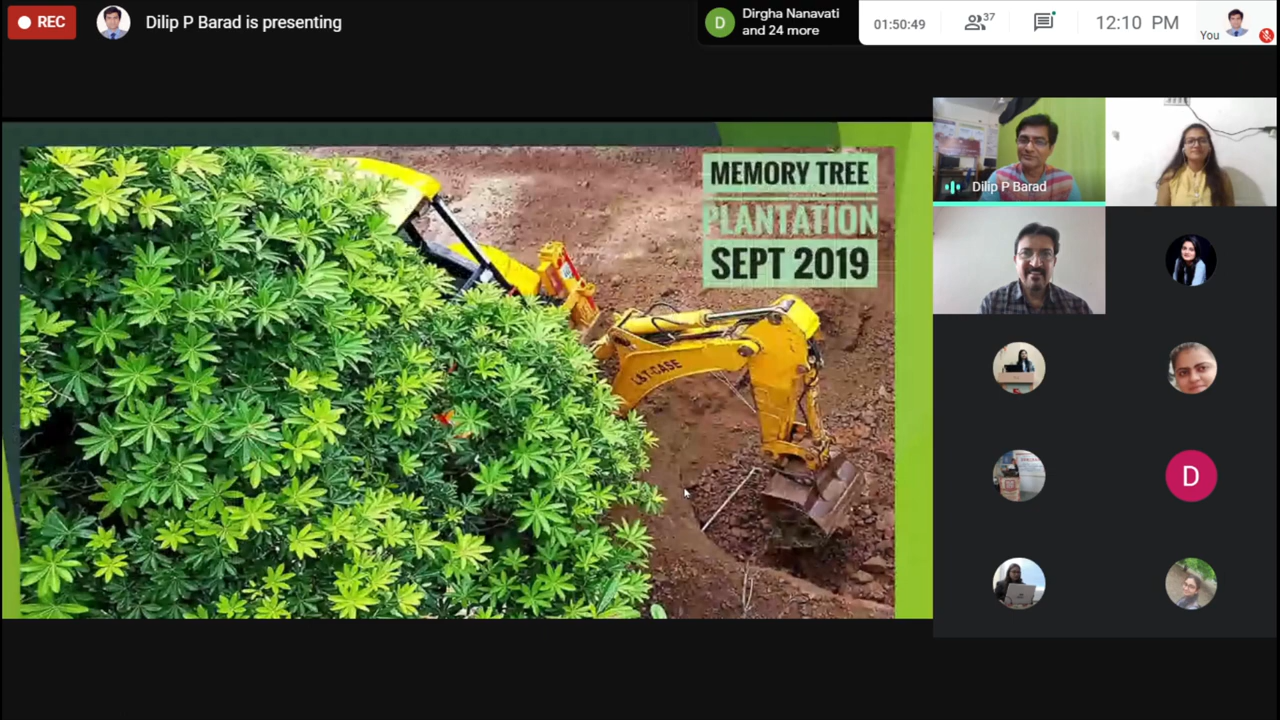 REC
Dilip P Barad is presenting
D
Dirgha Nanavati
and 24 more
01:50:49
37
12:10 PM
You
MEMORY TREE
PLANTATION
SEPT 2019
L&T-CASE
Dilip P Barad
D